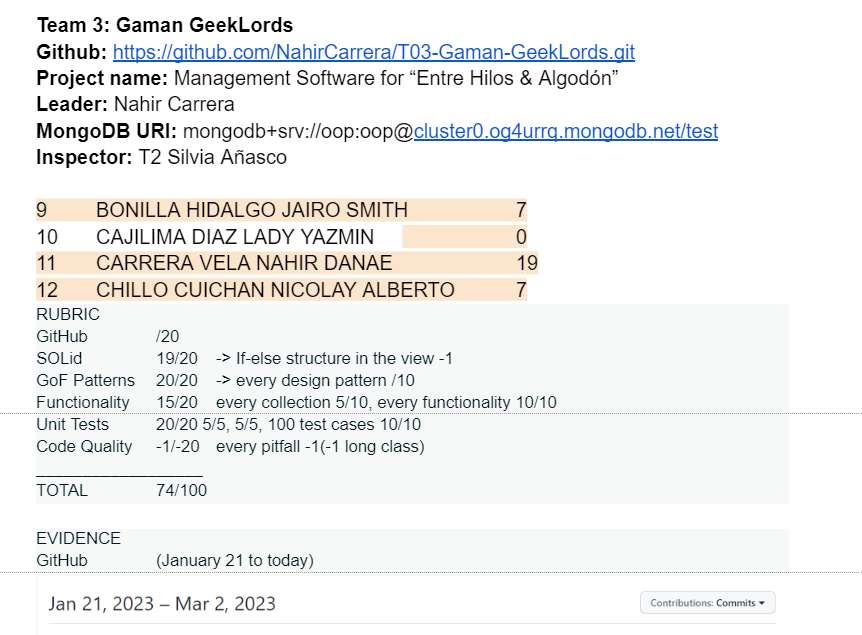 Team 3: Gaman GeekLords
Github: https://github.com/NahirCarrera/T03-Gaman-GeekLords.git
Project name: Management Software for “Entre Hilos & Algodón”
Leader: Nahir Carrera
MongoDB URI: mongodb+srv://oop:oop@cluster0.og4urrq.mongodb.net/test
Inspector: T2 Silvia Añasco
9 BONILLA HIDALGO JAIRO SMITH 7
10 CAJILIMA DIAZ LADY YAZMIN 0
11 CARRERA VELA NAHIR DANAE 19
12 CHILLO CUICHAN NICOLAY ALBERTO 7
RUBRIC
GitHub /20
SOLid 19/20 -> If-else structure in the view -1
GoF Patterns 20/20 -> every design pattern /10
Functionality 15/20 every collection 5/10, every functionality 10/10
Unit Tests 20/20 5/5, 5/5, 100 test cases 10/10
Code Quality -1/-20 every pitfall -1(-1 long class)
__________________
TOTAL 74/100
EVIDENCE
GitHub (January 21 to today)
Jan 21, 2023 – Mar 2, 2023 Contributions: Commits